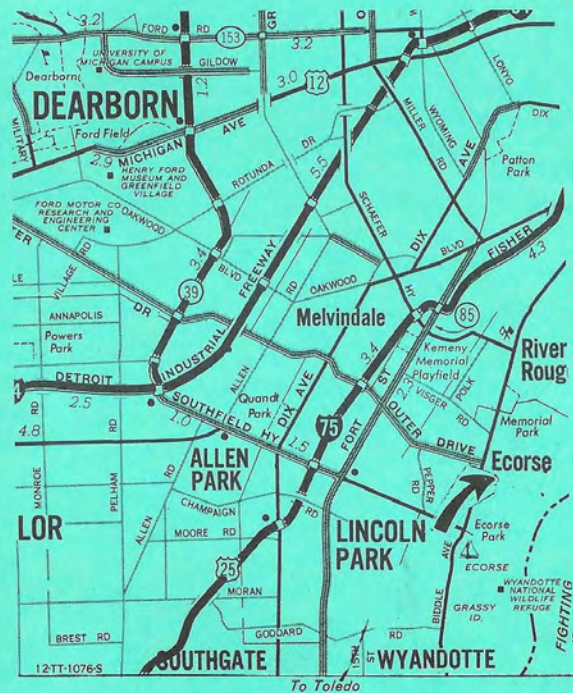 FORD RD
153
3.2
3.2
GR
UNIVERSITY OF
MICHIGAN CAMPUS
GILDOW
Dearborn
1.2
3.0
12
LONYO
DEARBORN
MILITARY
Ford Field
AVE
MICHIGAN
2.9
HENRY FORD
MUSEUM AND
GREENFIELD
VILLAGE
ROTUNDA DR
5.5
MILLER RD
WYOMING
AVE
DIX
Patton
Park
FORD MOTOR CO
RESEARCH AND
ENGINEERING
CENTER
OAKWOOD
BLVD
SCHAEFER
HY
DIX
BLVD
FISHER
4.3
VILLAGE RD
3.4
39
FREEWAY
RD
OAKWOOD
85
ANNAPOLIS
DR
Melvindale
Powers
Park
INDUSTRIAL
3.4
Kemeny
Memorial
Playfield
River
Roug
DETROIT
2.5
ALLEN
Quandt
Park
DIX AVE
ST
2.3
VISGER RD
POLK
SOUTHFIELD HY
1.0
1.5
75
FORT
OUTER DRIVE
Memorial
Park
4.8
RD
RD
ALLEN
PARK
Ecorse
MONROE
PELHAM
ALLEN RD
CHAMPAIGN
RD
PEPPER
RD
LOR
MOORE RD
LINCOLN
PARK
Ecorse
Park
ECORSE
25
MORAN
BIDDLE AVE
WYANDOTTE
NATIONAL
WILDLIFE
REFUGE
GRASSY
ID.
FIGHTING
BREST RD
GODDARD RD
12-TT-1076-S
SOUTHGATE
15TH ST
WYANDOTTE
To Toledo